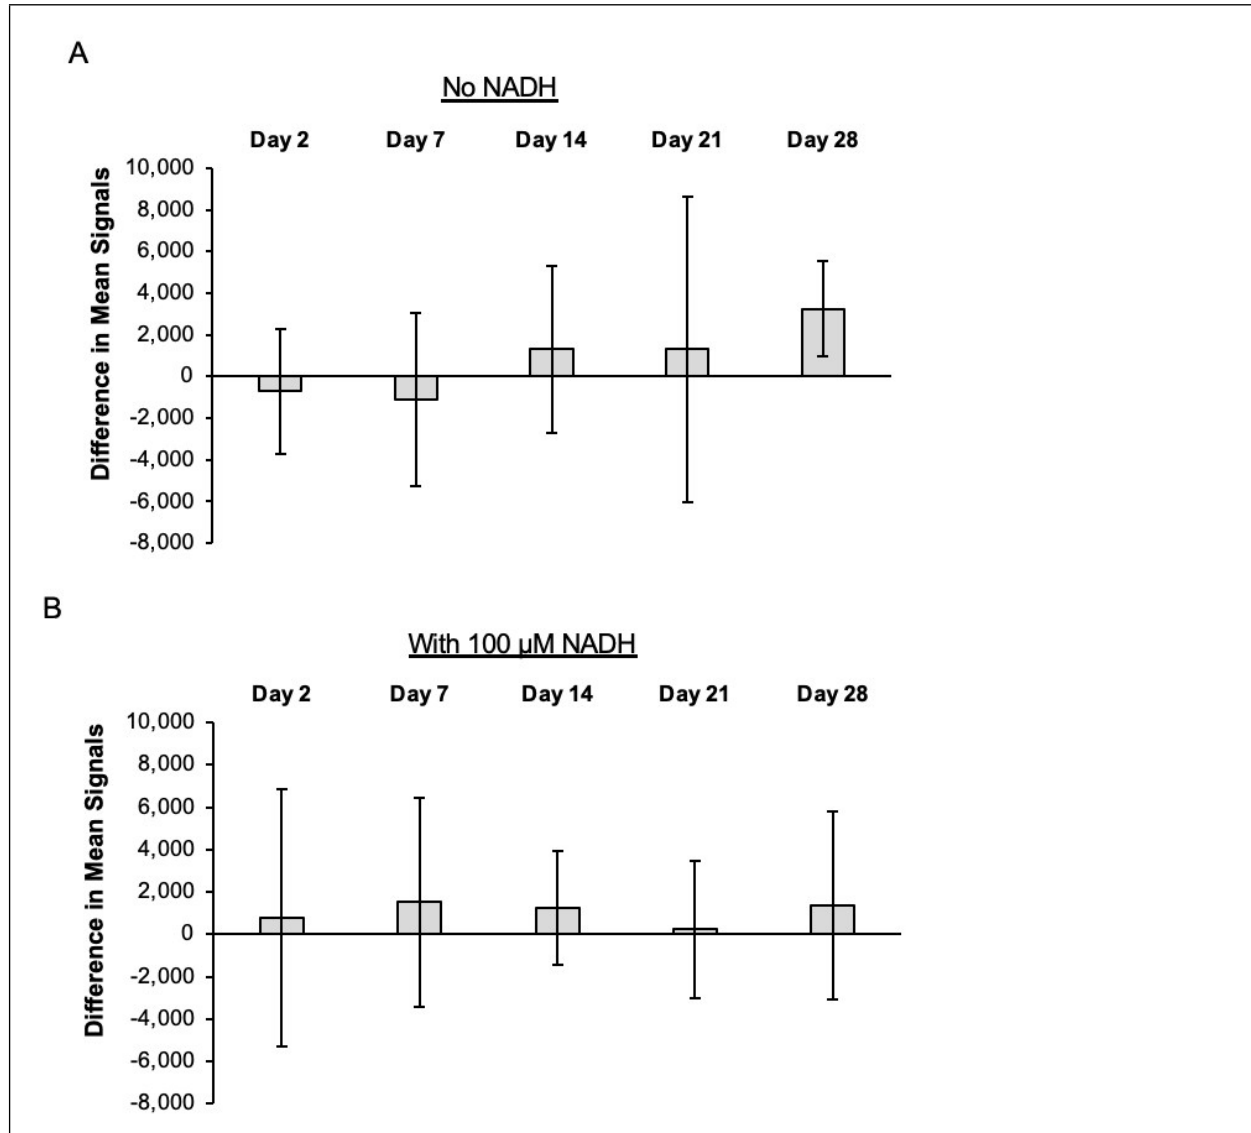 A
No NADH
Day 2 Day 7 Day 14 Day 21 Day 28
Difference in Mean Signals
10,000
8,000
6,000
4,000
2,000
0
-2,000
-4,000
-6,000
-8,000
B
With 100 µM NADH
Day 2 Day 7 Day 14 Day 21 Day 28
Difference in Mean Signals
10,000
8,000
6,000
4,000
2,000
0
-2,000
-4,000
-6,000
-8,000